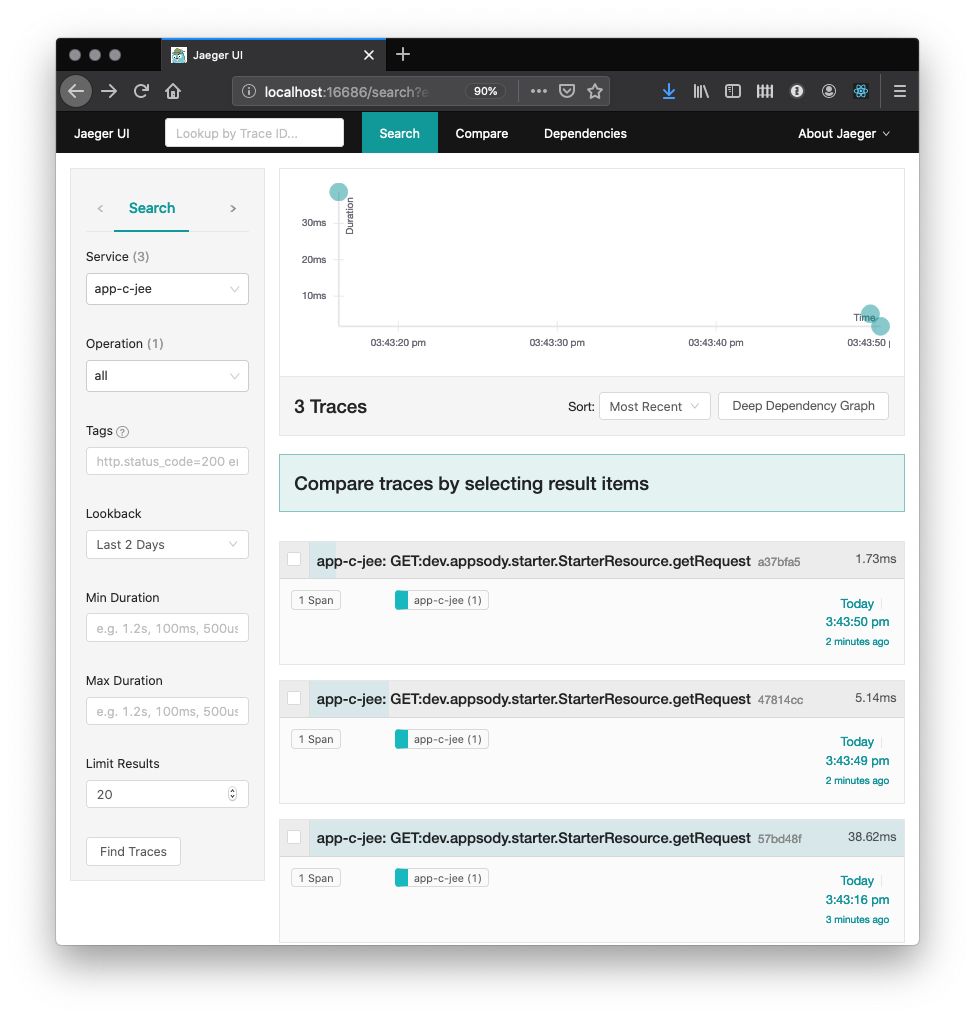 Jaeger UI
localhost:16686/search?e
90%
Jaeger UI
Lookup by Trace ID...
Search
Compare
Dependencies
About Jaeger
Search
Service (3)
app-c-jee
Operation (1)
all
Tags
http.status_code=200 er
Lookback
Last 2 Days
Min Duration
e.g. 1.2s, 100ms, 500us
Max Duration
e.g. 1.2s, 100ms, 500us
Limit Results
20
Find Traces
Duration
30ms
20ms
10ms
Time
03:43:20 pm
03:43:30 pm
03:43:40 pm
03:43:50
3 Traces
Sort:
Most Recent
Deep Dependency Graph
Compare traces by selecting result items
app-c-jee: GET:dev.appsody.starter.StarterResource.getRequest a37bfa5
1.73ms
1 Span
app-c-jee (1)
Today
3:43:50 pm
2 minutes ago
app-c-jee: GET:dev.appsody.starter.StarterResource.getRequest 47814cc
5.14ms
1 Span
app-c-jee (1)
Today
3:43:49 pm
2 minutes ago
app-c-jee: GET:dev.appsody.starter.StarterResource.getRequest 57bd48f
38.62ms
1 Span
app-c-jee (1)
Today
3:43:16 pm
3 minutes ago